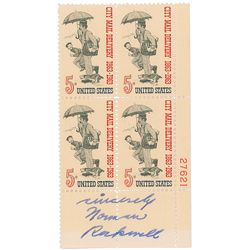 CITY MAIL DELIVERY 1863-1963
5¢
UNITED STATES
CITY MAIL DELIVERY 1863-1963
5¢
UNITED STATES
CITY MAIL DELIVERY 1863-1963
5¢
UNITED STATES
CITY MAIL DELIVERY 1863-1963
5¢
UNITED STATES
27621
sincerely
Norman
Rockwell